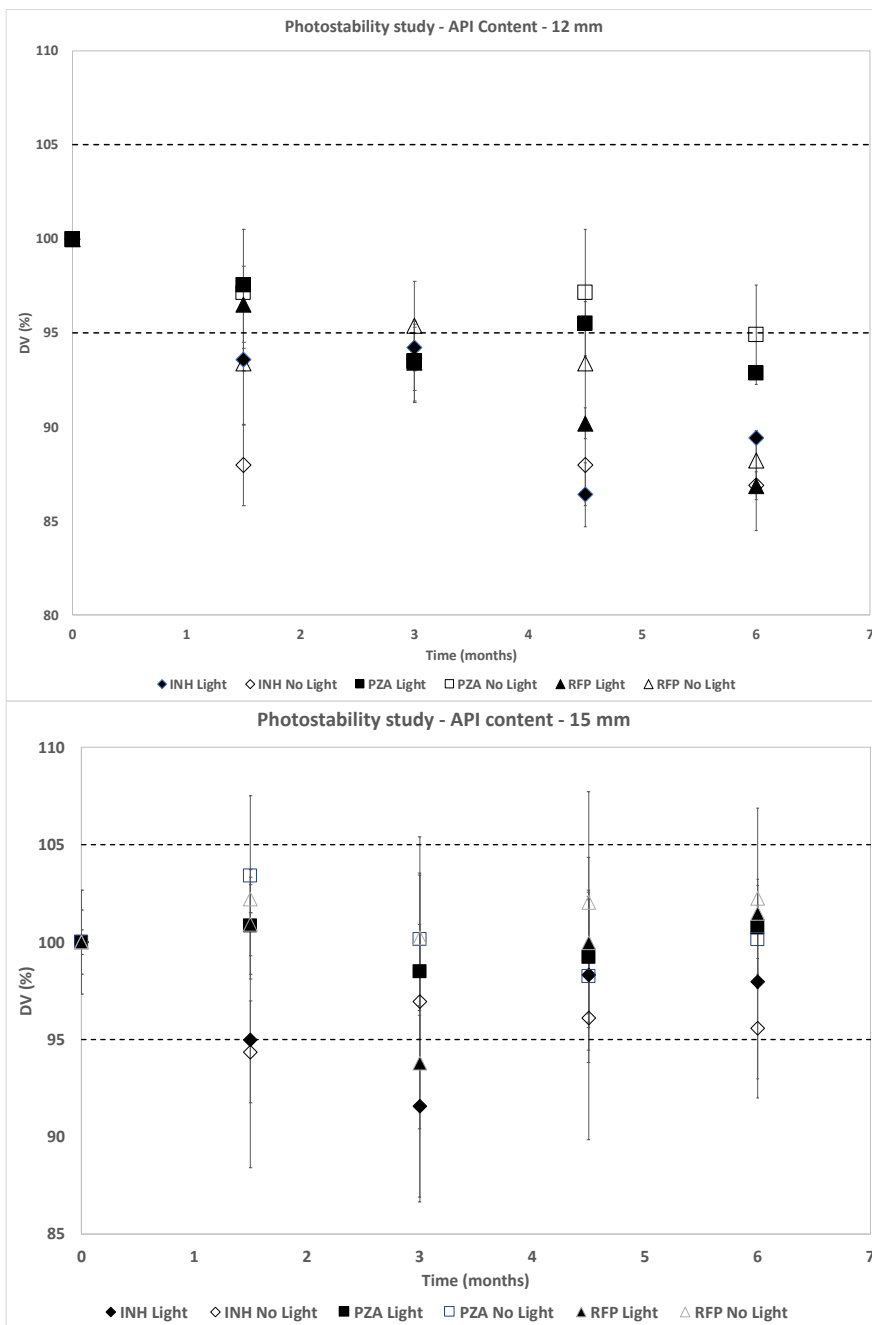 Photostability study - API Content - 12 mm
110
105
100
95
90
85
80
DV (%)
0 1 2 3 4 5 6 7
Time (months)
INH Light INH No Light PZA Light PZA No Light RFP Light RFP No Light
Photostability study - API content - 15 mm
110
105
100
95
90
85
DV (%)
0 1 2 3 4 5 6 7
Time (months)
INH Light INH No Light PZA Light PZA No Light RFP Light RFP No Light